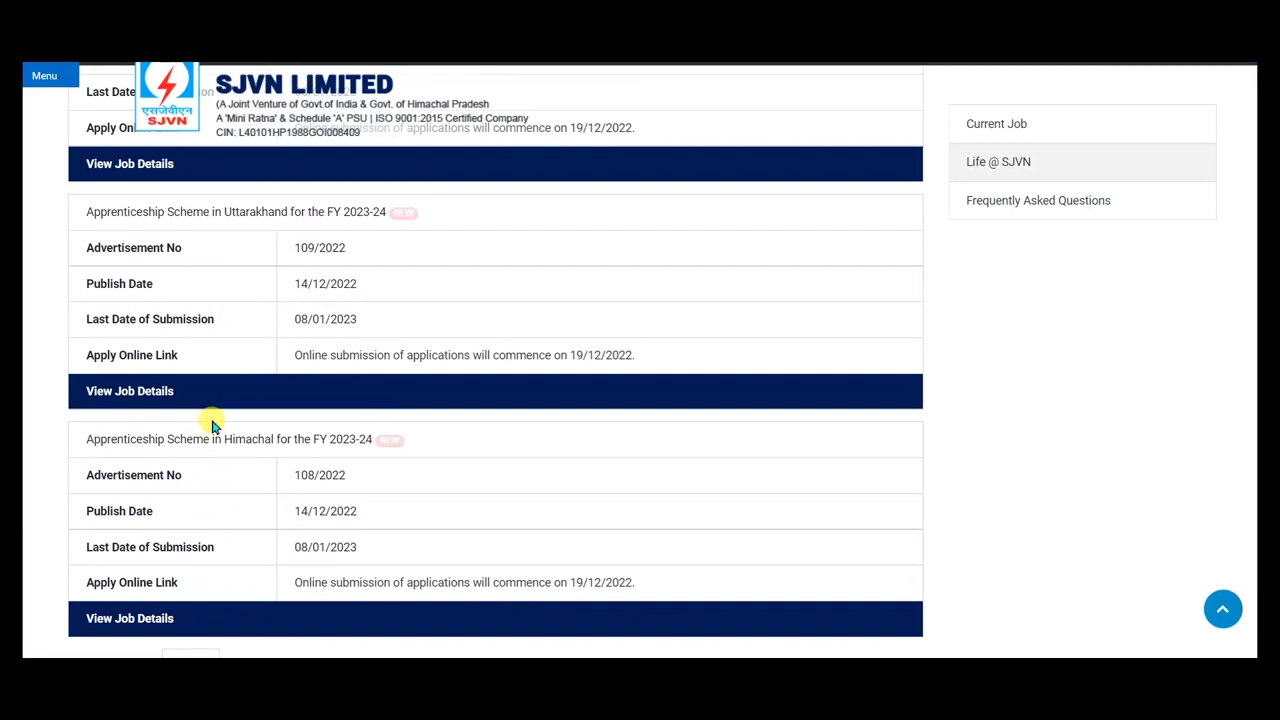 Menu
एसजेवीएन
SJVN
SJVN LIMITED
(A Joint Venture of Govt.of India & Govt. of Himachal Pradesh
A 'Mini Ratna' & Schedule 'A' PSU | ISO 9001:2015 Certified Company
CIN: L40101HP1988GOI008409
Last Date
Apply Onl submission of applications will commence on 19/12/2022.
View Job Details
Apprenticeship Scheme in Uttarakhand for the FY 2023-24
Advertisement No 109/2022
Publish Date 14/12/2022
Last Date of Submission 08/01/2023
Apply Online Link Online submission of applications will commence on 19/12/2022.
View Job Details
Apprenticeship Scheme in Himachal for the FY 2023-24
Advertisement No 108/2022
Publish Date 14/12/2022
Last Date of Submission 08/01/2023
Apply Online Link Online submission of applications will commence on 19/12/2022.
View Job Details
Current Job
Life @ SJVN
Frequently Asked Questions